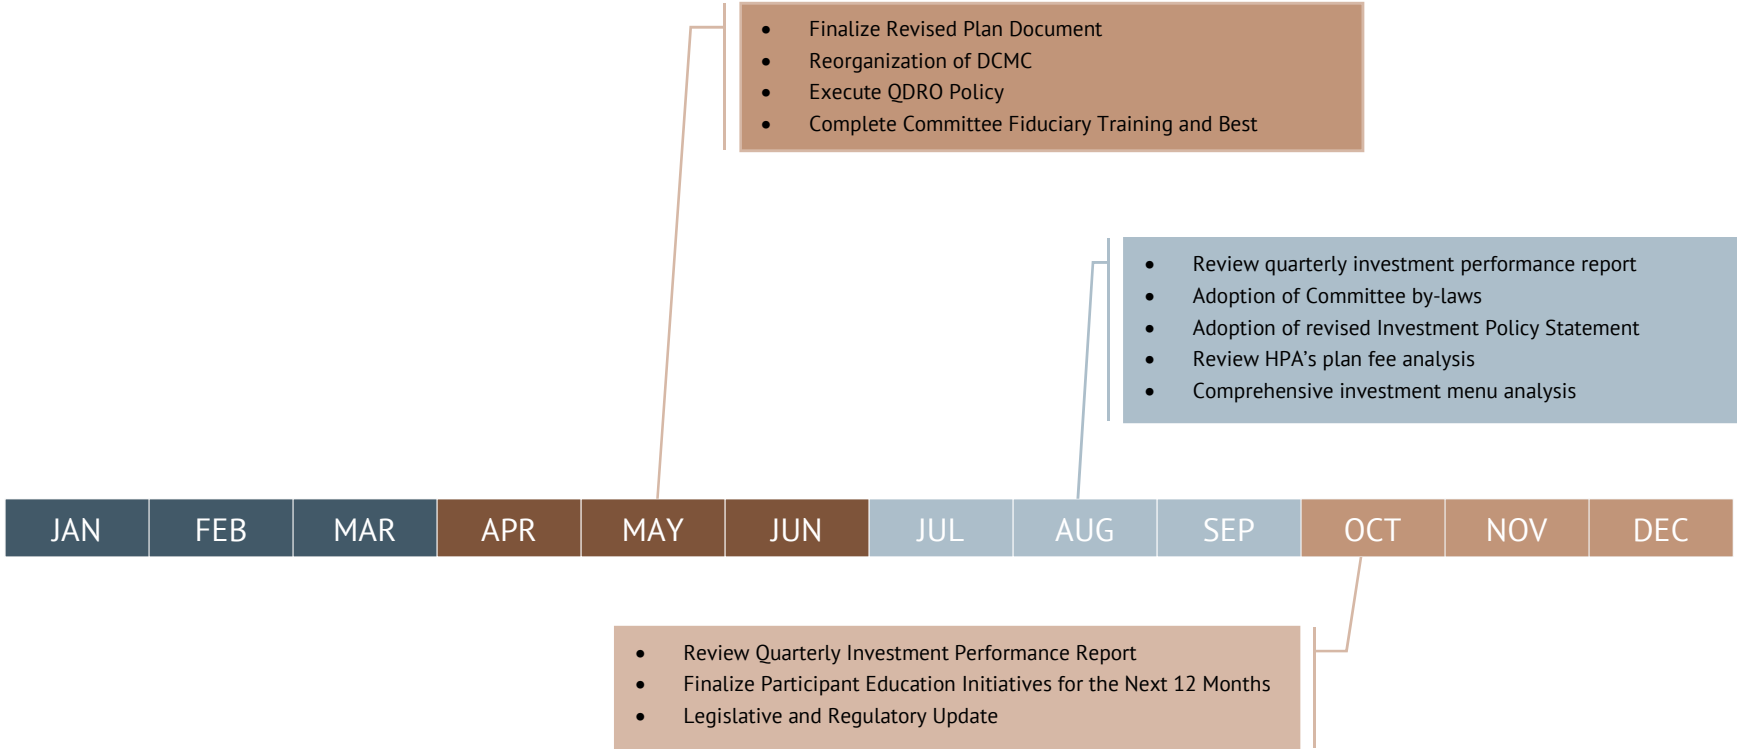 • Finalize Revised Plan Document
• Reorganization of DCMC
• Execute QDRO Policy
• Complete Committee Fiduciary Training and Best
• Review quarterly investment performance report
• Adoption of Committee by-laws
• Adoption of revised Investment Policy Statement
• Review HPA’s plan fee analysis
• Comprehensive investment menu analysis
JAN FEB MAR APR MAY JUN JUL AUG SEP OCT NOV DEC
• Review Quarterly Investment Performance Report
• Finalize Participant Education Initiatives for the Next 12 Months
• Legislative and Regulatory Update